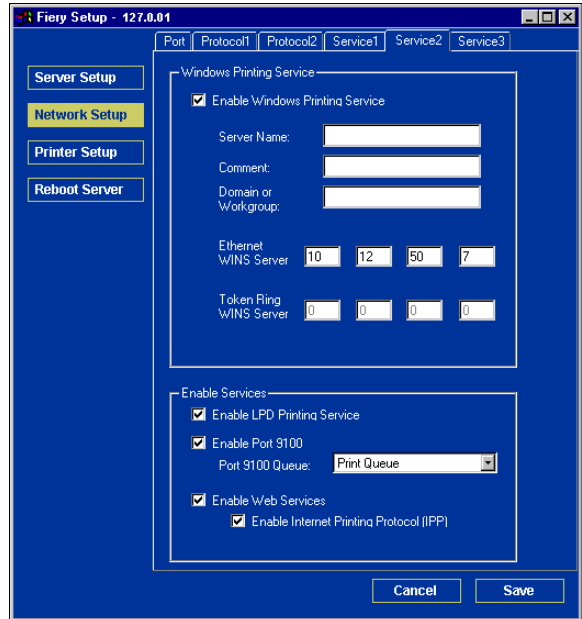 Fiery Setup - 127.0.01
Port Protocol1 Protocol2 Service1 Service2 Service3
Server Setup
Network Setup
Printer Setup
Reboot Server
Windows Printing Service
Enable Windows Printing Service
Server Name:
Comment:
Domain or
Workgroup:
Ethernet
WINS Server 10 12 50 7
Token Ring
WINS Server 0 0 0 0
Enable Services
Enable LPD Printing Service
Enable Port 9100
Port 9100 Queue: Print Queue
Enable Web Services
Enable Internet Printing Protocol (IPP)
Cancel Save